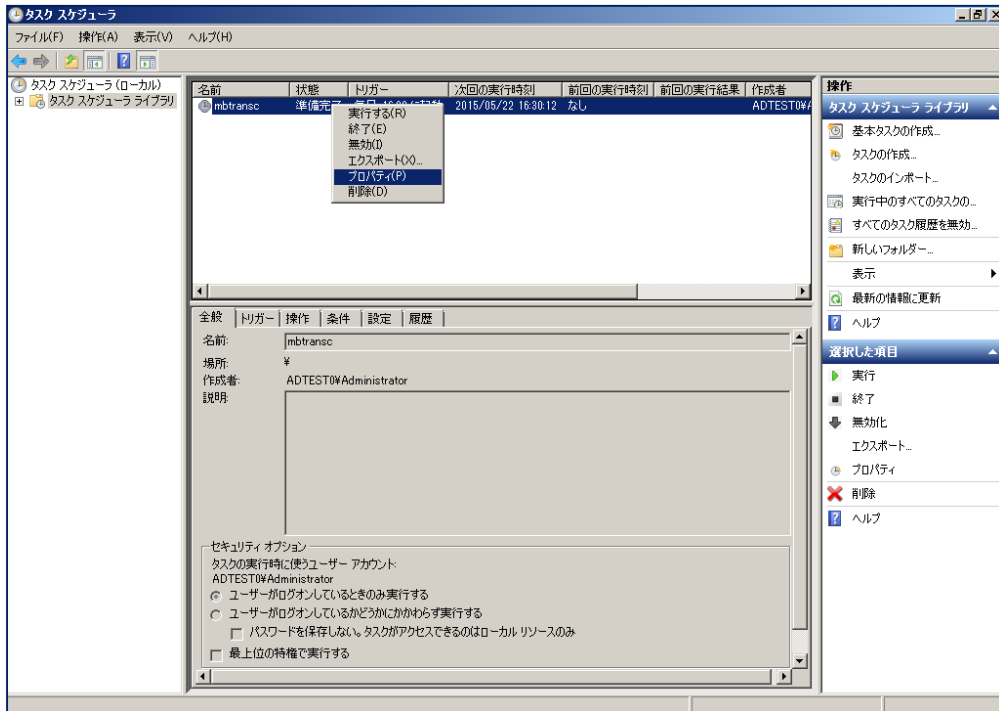 タスク スケジューラ
ファイル(F) 操作(A) 表示(V) ヘルプ(H)
タスク スケジューラ (ローカル)
タスク スケジューラ ライブラリ
名前 状態 トリガー 次回の実行時刻 前回の実行時刻 前回の実行結果 作成者
mbtransc 準備完了 毎日 16:30 に起動 2015/05/22 16:30:12 なし ADTEST0¥A
実行する(R)
終了(E)
無効(I)
エクスポート(X)...
プロパティ(P)
削除(D)
全般 トリガー 操作 条件 設定 履歴
名前: mbtransc
場所: ¥
作成者: ADTEST0¥Administrator
説明:
セキュリティ オプション
タスクの実行時に使うユーザー アカウント:
ADTEST0¥Administrator
ユーザーがログオンしているときのみ実行する
ユーザーがログオンしているかどうかにかかわらず実行する
パスワードを保存しない。タスクがアクセスできるのはローカル リソースのみ
最上位の特権で実行する
操作
タスク スケジューラ ライブラリ
基本タスクの作成...
タスクの作成...
タスクのインポート...
実行中のすべてのタスクの...
すべてのタスク履歴を無効...
新しいフォルダー...
表示
最新の情報に更新
ヘルプ
選択した項目
実行
終了
無効化
エクスポート...
プロパティ
削除
ヘルプ